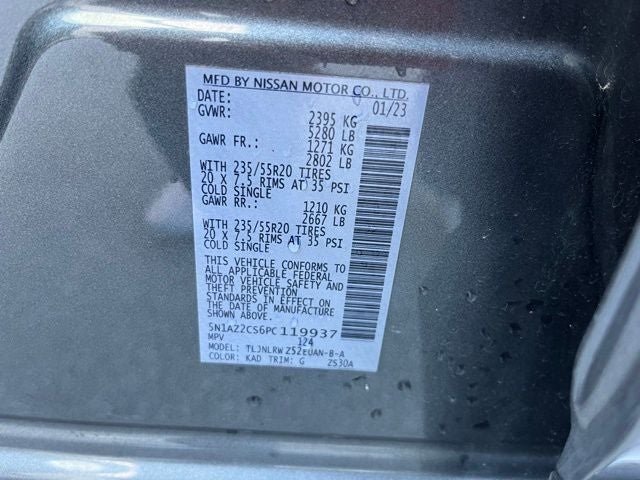 MFD BY NISSAN MOTOR CO., LTD.
DATE: 01/23
GVWR: 2395 KG
5280 LB
GAWR FR.: 1271 KG
2802 LB
WITH 235/55R20 TIRES
20 X 7.5 RIMS AT 35 PSI
COLD SINGLE
GAWR RR.: 1210 KG
2667 LB
WITH 235/55R20 TIRES
20 X 7.5 RIMS AT 35 PSI
COLD SINGLE
THIS VEHICLE CONFORMS TO
ALL APPLICABLE FEDERAL
MOTOR VEHICLE SAFETY AND
THEFT PREVENTION
STANDARDS IN EFFECT ON
THE DATE OF MANUFACTURE
SHOWN ABOVE.
5N1AZ2CS6PC119937
MPV 124
MODEL: TLJNLRW Z52EUAN-B-A
COLOR: KAD TRIM: G ZS30A